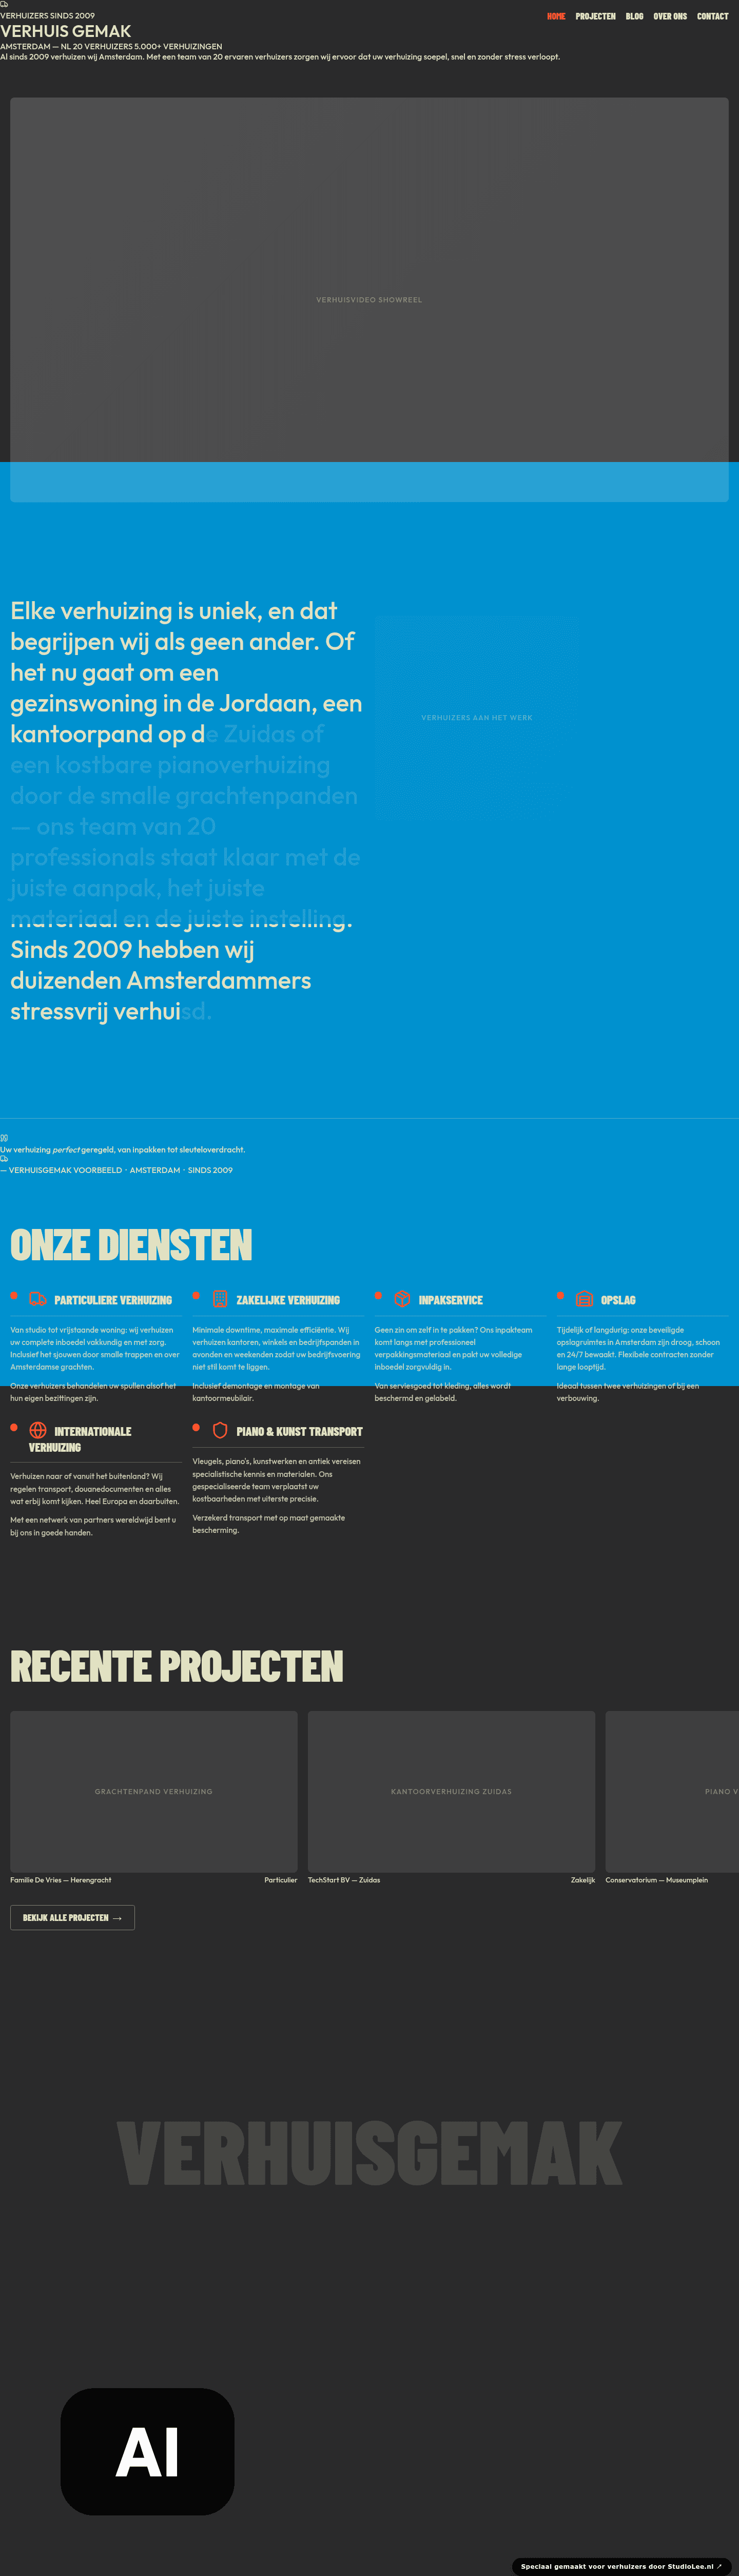 HOME PROJECTEN BLOG OVER ONS CONTACT
VERHUIZERS SINDS 2009
VERHUIS GEMAK
AMSTERDAM — NL 20 VERHUIZERS 5.000+ VERHUIZINGEN
Al sinds 2009 verhuizen wij Amsterdam. Met een team van 20 ervaren verhuizers zorgen wij ervoor dat uw verhuizing soepel, snel en zonder stress verloopt.
VERHUISVIDEO SHOWREEL
Elke verhuizing is uniek, en dat
begrijpen wij als geen ander. Of
het nu gaat om een
gezinswoning in de Jordaan, een
kantoorpand op de Zuidas of
een kostbare pianoverhuizing
door de smalle grachtenpanden
— ons team van 20
professionals staat klaar met de
juiste aanpak, het juiste
materiaal en de juiste instelling.
Sinds 2009 hebben wij
duizenden Amsterdammers
stressvrij verhuisd.
VERHUIZERS AAN HET WERK
Uw verhuizing perfect geregeld, van inpakken tot sleuteloverdracht.
— VERHUISGEMAK VOORBEELD · AMSTERDAM · SINDS 2009
ONZE DIENSTEN
PARTICULIERE VERHUIZING
Van studio tot vrijstaande woning: wij verhuizen
uw complete inboedel vakkundig en met zorg.
Inclusief het sjouwen door smalle trappen en over
Amsterdamse grachten.
Onze verhuizers behandelen uw spullen alsof het
hun eigen bezittingen zijn.
ZAKELIJKE VERHUIZING
Minimale downtime, maximale efficiëntie. Wij
verhuizen kantoren, winkels en bedrijfspanden in
avonden en weekenden zodat uw bedrijfsvoering
niet stil komt te liggen.
Inclusief demontage en montage van
kantoormeubilair.
INPAKSERVICE
Geen zin om zelf in te pakken? Ons inpakteam
komt langs met professioneel
verpakkingsmateriaal en pakt uw volledige
inboedel zorgvuldig in.
Van serviesgoed tot kleding, alles wordt
beschermd en gelabeld.
OPSLAG
Tijdelijk of langdurig: onze beveiligde
opslagruimtes in Amsterdam zijn droog, schoon
en 24/7 bewaakt. Flexibele contracten zonder
lange looptijd.
Ideaal tussen twee verhuizingen of bij een
verbouwing.
INTERNATIONALE
VERHUIZING
Verhuizen naar of vanuit het buitenland? Wij
regelen transport, douanedocumenten en alles
wat erbij komt kijken. Heel Europa en daarbuiten.
Met een netwerk van partners wereldwijd bent u
bij ons in goede handen.
PIANO & KUNST TRANSPORT
Vleugels, piano's, kunstwerken en antiek vereisen
specialistische kennis en materialen. Ons
gespecialiseerde team verplaatst uw
kostbaarheden met uiterste precisie.
Verzekerd transport met op maat gemaakte
bescherming.
RECENTE PROJECTEN
GRACHTENPAND VERHUIZING
KANTOORVERHUIZING ZUIDAS
PIANO V
Familie De Vries — Herengracht Particulier
TechStart BV — Zuidas Zakelijk
Conservatorium — Museumplein
BEKIJK ALLE PROJECTEN →
VERHUISGEMAK
AI
Speciaal gemaakt voor verhuizers door StudioLee.nl ↗